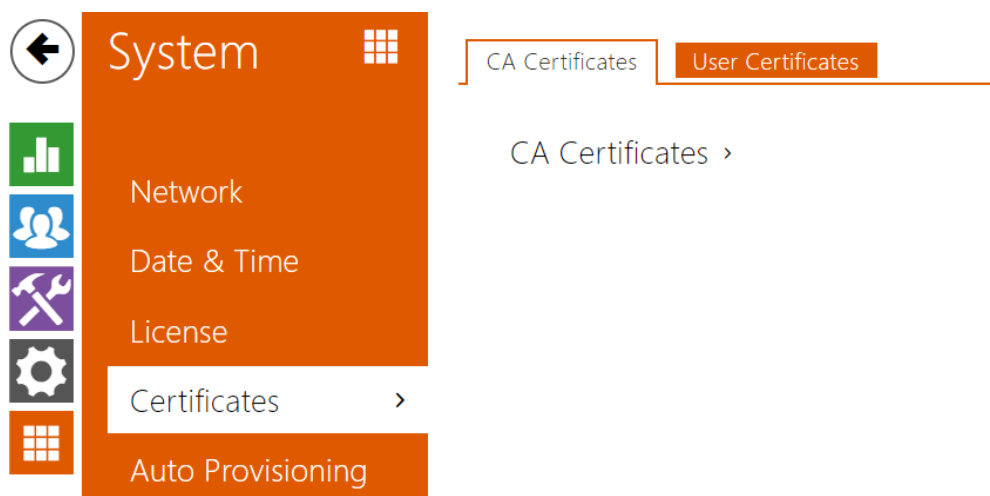 System
Network
Date & Time
License
Certificates
Auto Provisioning
CA Certificates
User Certificates
CA Certificates